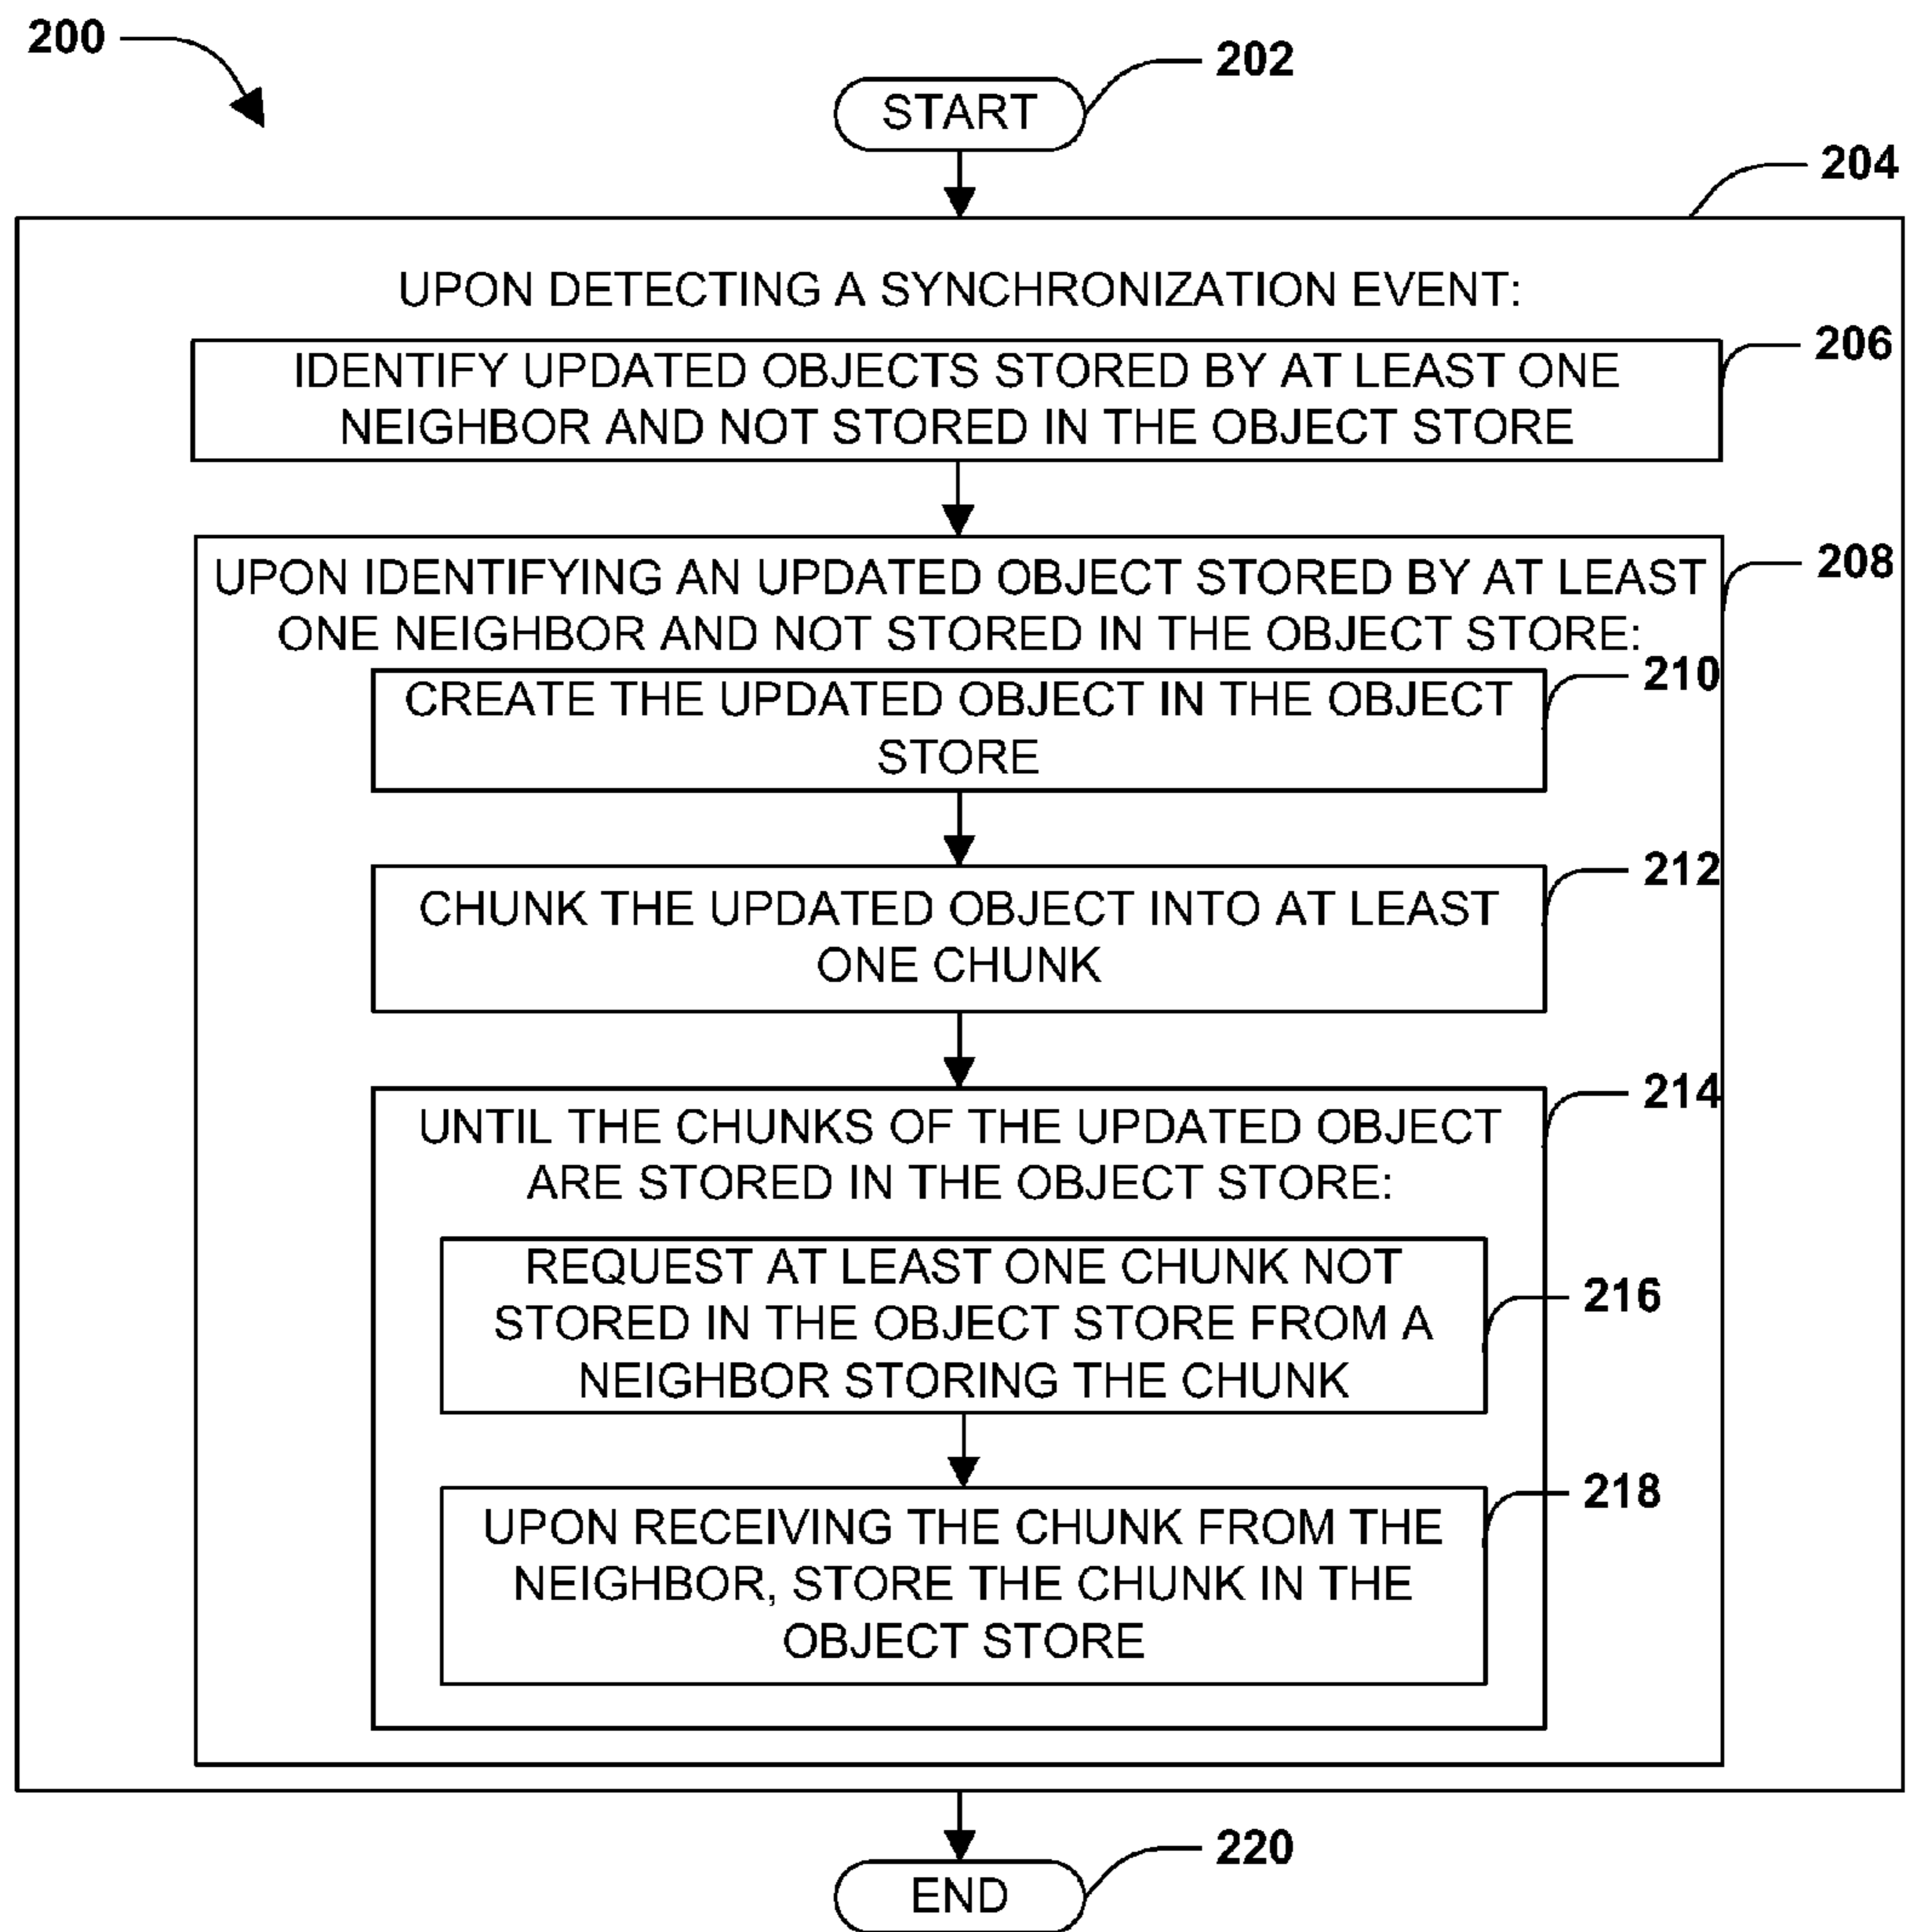 200
202
START
204
UPON DETECTING A SYNCHRONIZATION EVENT:
206
IDENTIFY UPDATED OBJECTS STORED BY AT LEAST ONE
NEIGHBOR AND NOT STORED IN THE OBJECT STORE
208
UPON IDENTIFYING AN UPDATED OBJECT STORED BY AT LEAST
ONE NEIGHBOR AND NOT STORED IN THE OBJECT STORE:
210
CREATE THE UPDATED OBJECT IN THE OBJECT
STORE
212
CHUNK THE UPDATED OBJECT INTO AT LEAST
ONE CHUNK
214
UNTIL THE CHUNKS OF THE UPDATED OBJECT
ARE STORED IN THE OBJECT STORE:
REQUEST AT LEAST ONE CHUNK NOT
216
STORED IN THE OBJECT STORE FROM A
NEIGHBOR STORING THE CHUNK
218
UPON RECEIVING THE CHUNK FROM THE
NEIGHBOR, STORE THE CHUNK IN THE
OBJECT STORE
220
END